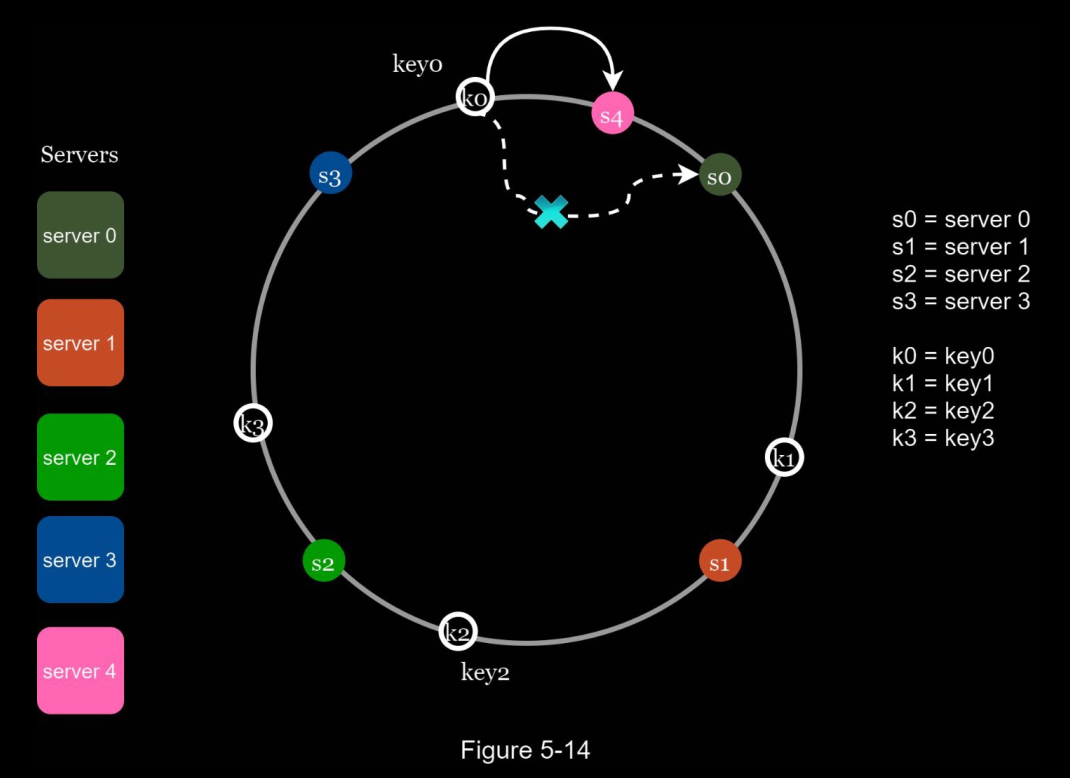 key0
k0
s4
Servers
s3
s0
server 0
s0 = server 0
s1 = server 1
s2 = server 2
s3 = server 3
server 1
k0 = key0
k1 = key1
k2 = key2
k3 = key3
k3
k1
server 2
server 3
s2
s1
k2
key2
server 4
Figure 5-14